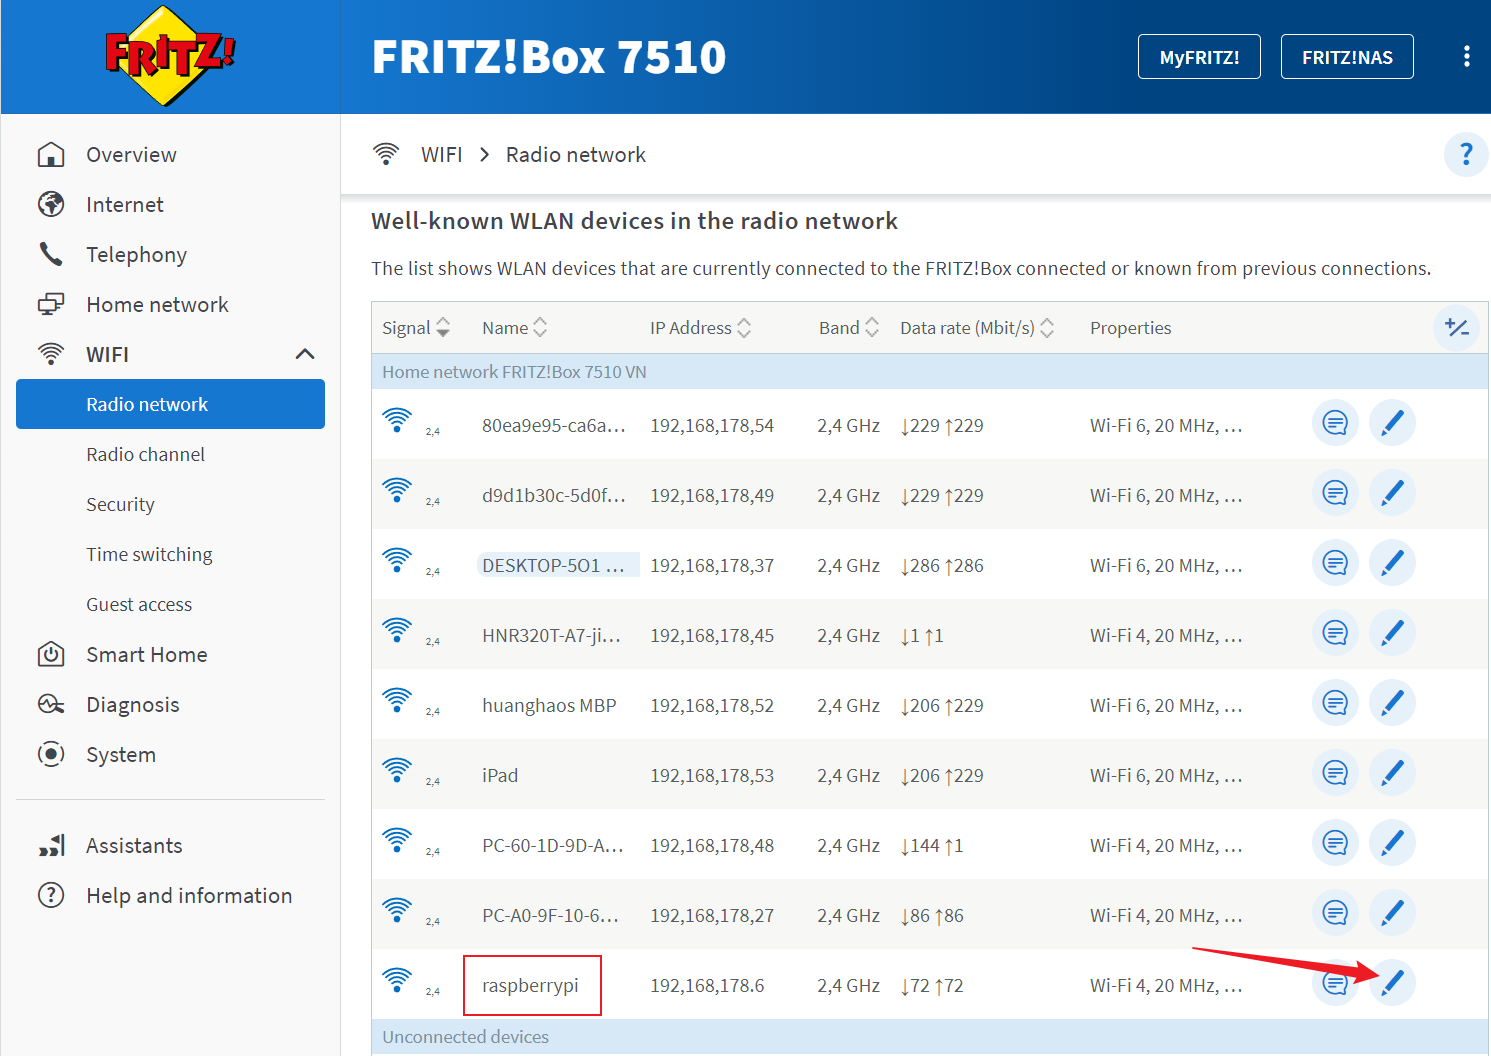 FRITZ!
FRITZ!Box 7510
MyFRITZ!
FRITZ!NAS
Overview
Internet
Telephony
Home network
WIFI
Radio network
Radio channel
Security
Time switching
Guest access
Smart Home
Diagnosis
System
Assistants
Help and information
WIFI > Radio network
?
Well-known WLAN devices in the radio network
The list shows WLAN devices that are currently connected to the FRITZ!Box connected or known from previous connections.
Signal Name IP Address Band Data rate (Mbit/s) Properties
Home network FRITZ!Box 7510 VN
2,4 80ea9e95-ca6a... 192,168,178,54 2,4 GHz ↓229 ↑229 Wi-Fi 6, 20 MHz, ...
2,4 d9d1b30c-5d0f... 192,168,178,49 2,4 GHz ↓229 ↑229 Wi-Fi 6, 20 MHz, ...
2,4 DESKTOP-5O1 ... 192,168,178,37 2,4 GHz ↓286 ↑286 Wi-Fi 6, 20 MHz, ...
2,4 HNR320T-A7-ji... 192,168,178,45 2,4 GHz ↓1 ↑1 Wi-Fi 4, 20 MHz, ...
2,4 huanghaos MBP 192,168,178,52 2,4 GHz ↓206 ↑229 Wi-Fi 6, 20 MHz, ...
2,4 iPad 192,168,178,53 2,4 GHz ↓206 ↑229 Wi-Fi 6, 20 MHz, ...
2,4 PC-60-1D-9D-A... 192,168,178,48 2,4 GHz ↓144 ↑1 Wi-Fi 4, 20 MHz, ...
2,4 PC-A0-9F-10-6... 192,168,178,27 2,4 GHz ↓86 ↑86 Wi-Fi 4, 20 MHz, ...
2,4 raspberrypi 192,168,178.6 2,4 GHz ↓72 ↑72 Wi-Fi 4, 20 MHz, ...
Unconnected devices